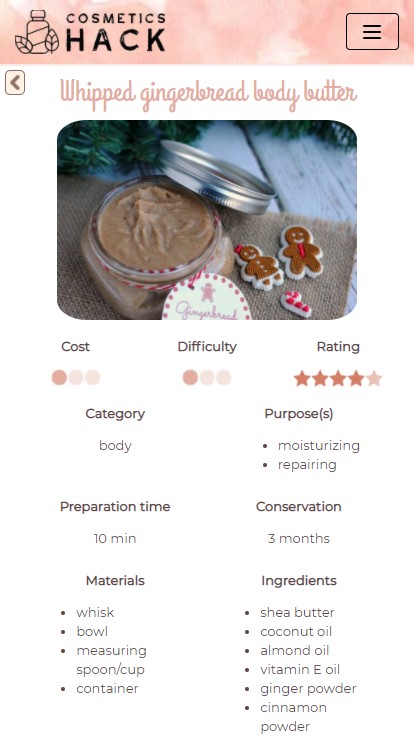 COSMETICS
HACK
Whipped gingerbread body butter
Gingerbread
Cost
Difficulty
Rating
Category
Purpose(s)
body
moisturizing
repairing
Preparation time
Conservation
10 min
3 months
Materials
Ingredients
whisk
bowl
measuring
spoon/cup
container
shea butter
coconut oil
almond oil
vitamin E oil
ginger powder
cinnamon
powder